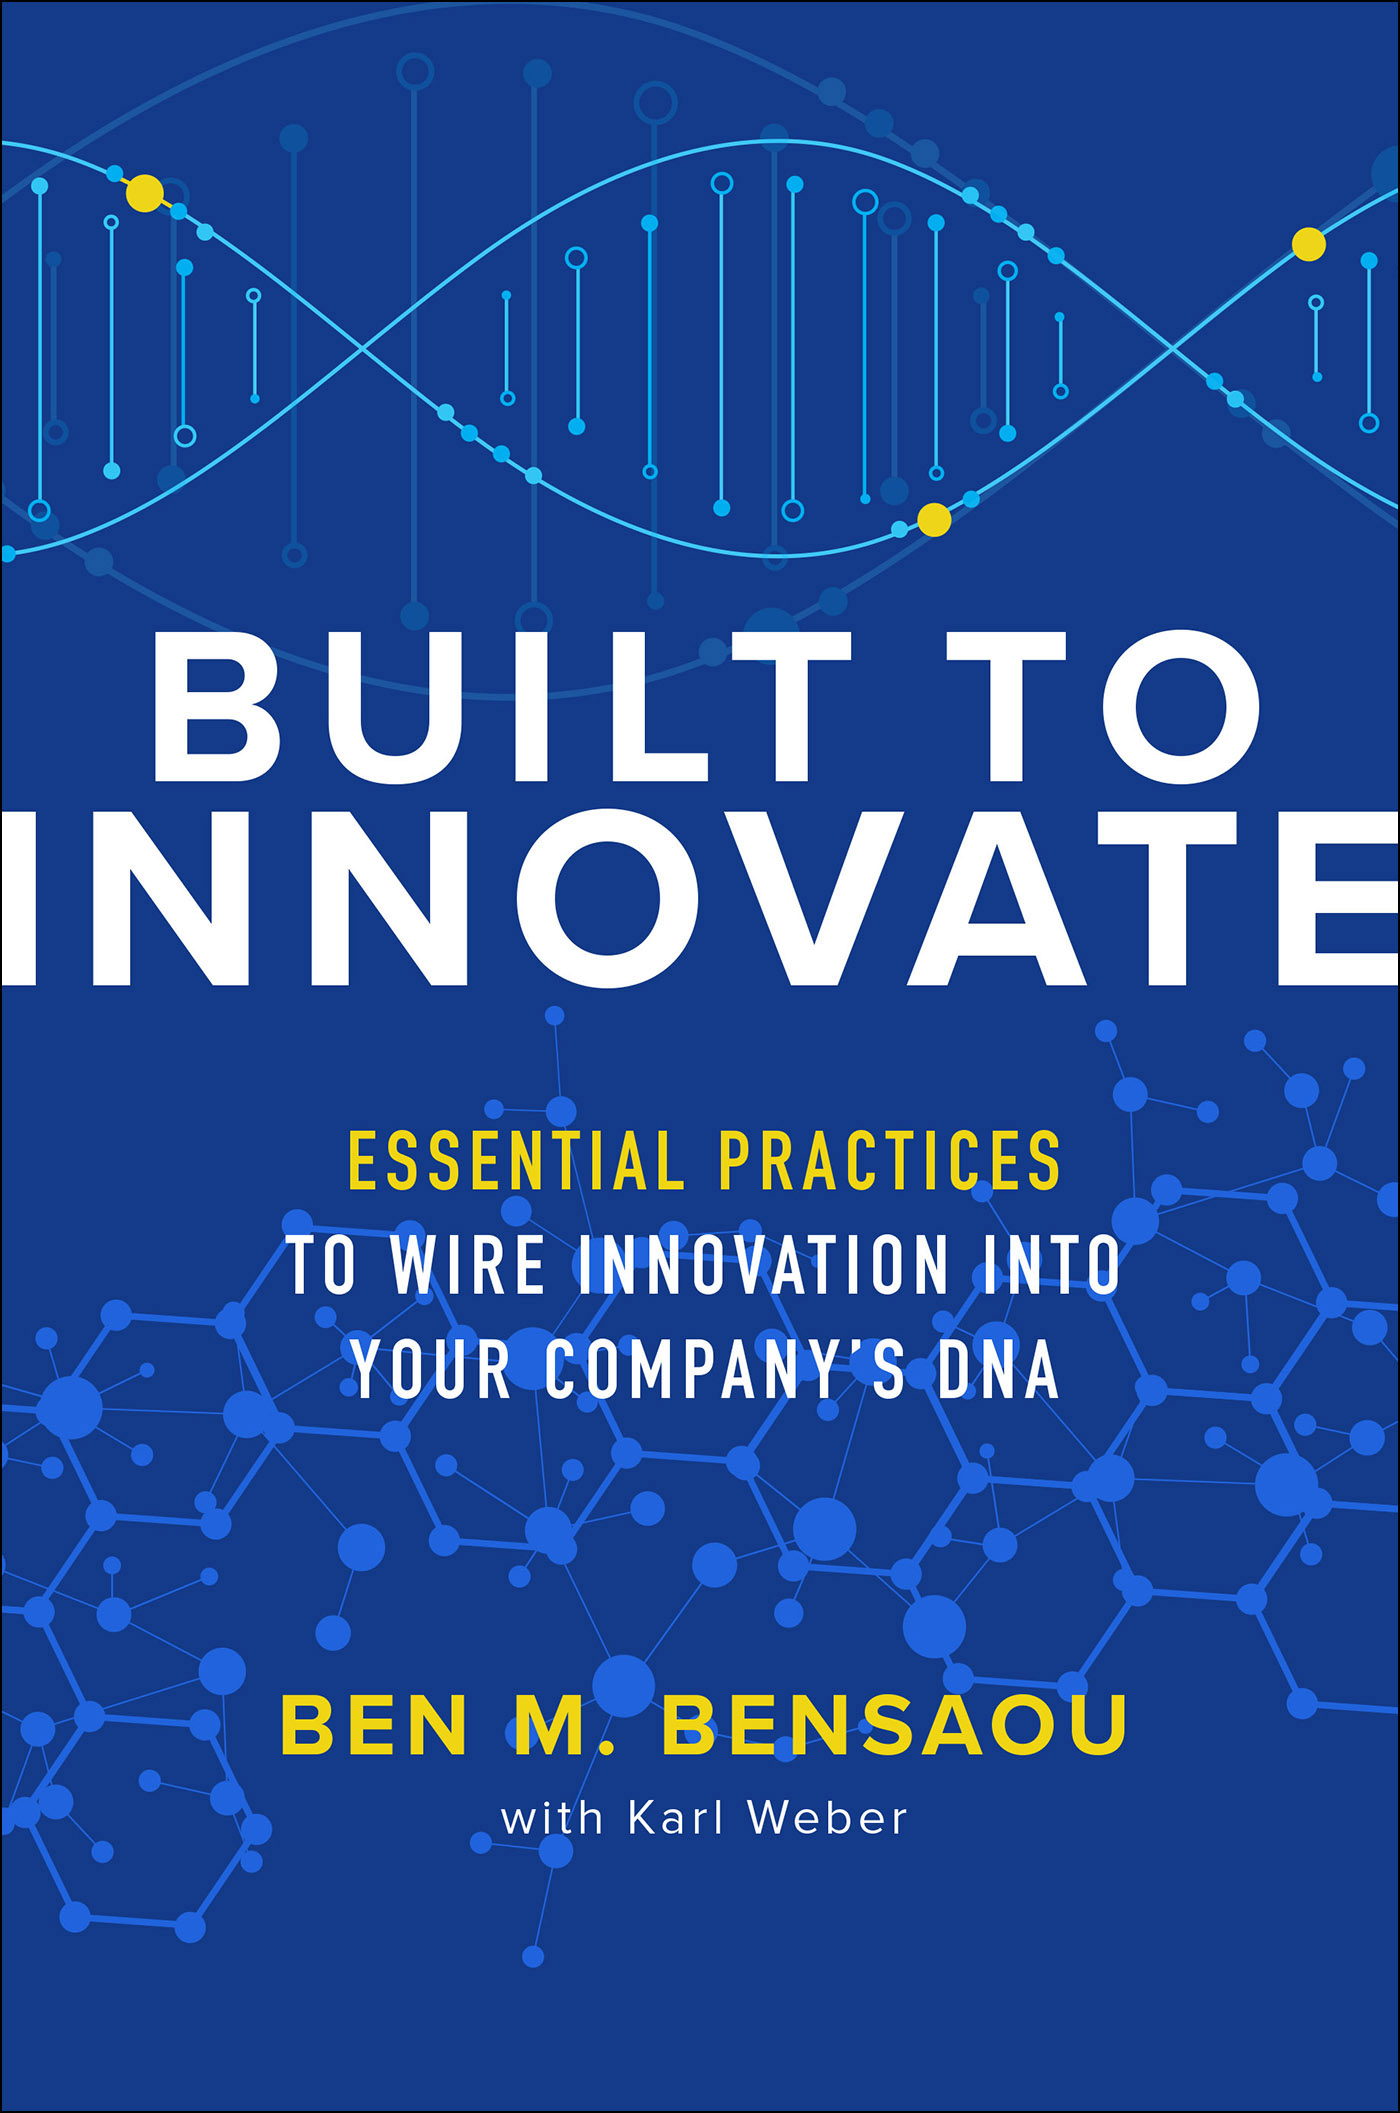 BUILT TO
INNOVATE
ESSENTIAL PRACTICES
TO WIRE INNOVATION INTO
YOUR COMPANY'S DNA
BEN M. BENSAOU
with Karl Weber